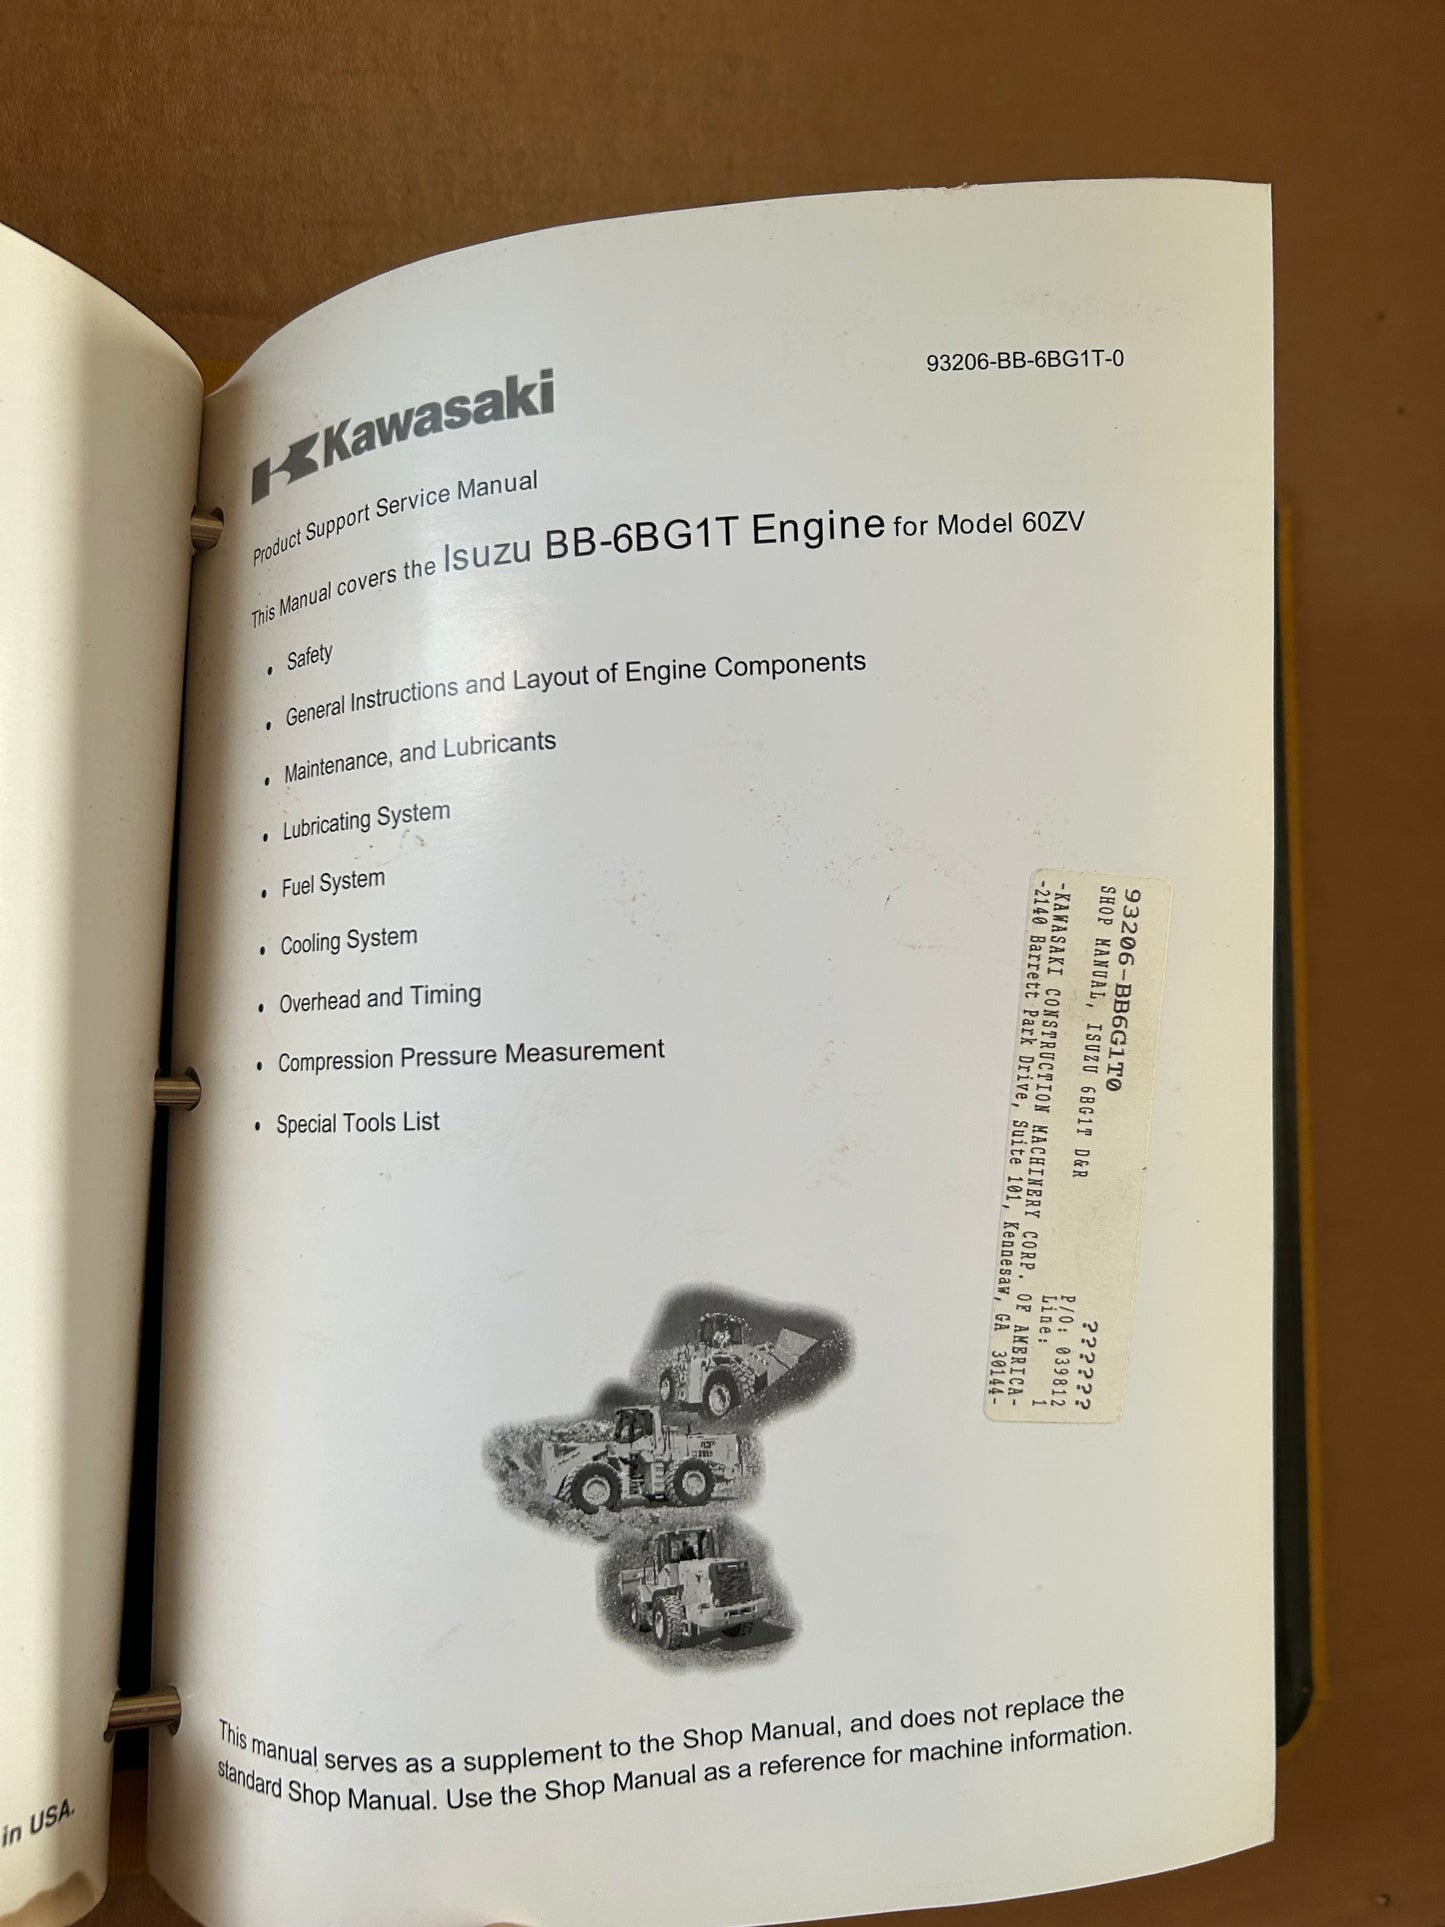 93206-BB-6BG1T-0
Kawasaki
Product Support Service Manual
This Manual covers the Isuzu BB-6BG1T Engine for Model 60ZV
• Safety
• General Instructions and Layout of Engine Components
• Maintenance, and Lubricants
• Lubricating System
• Fuel System
• Cooling System
• Overhead and Timing
• Compression Pressure Measurement
• Special Tools List
93206-BB6G1T0
SHOP MANUAL, ISUZU 6BG1T D&R
??????
P/O: 039812
Line: 1
-KAWASAKI CONSTRUCTION MACHINERY CORP. OF AMERICA-
-2140 Barrett Park Drive, Suite 101, Kennesaw, GA 30144-
This manual serves as a supplement to the Shop Manual, and does not replace the
standard Shop Manual. Use the Shop Manual as a reference for machine information.
in USA.